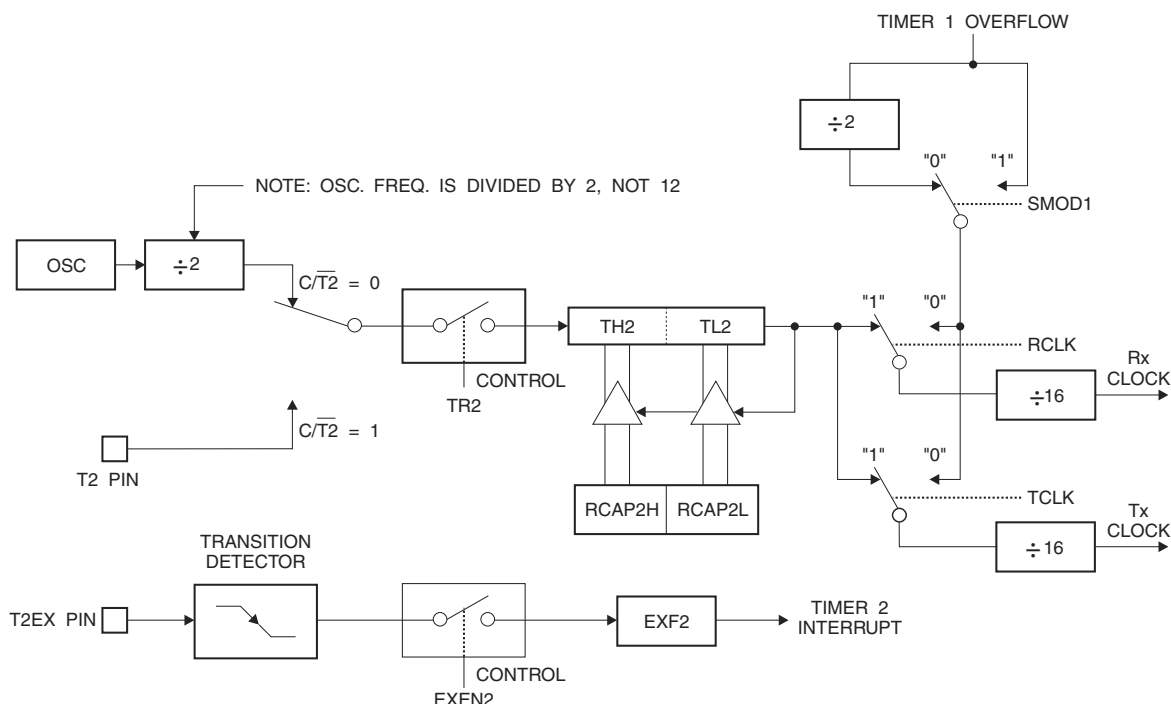 TIMER 1 OVERFLOW
÷2
"0" "1"
NOTE: OSC. FREQ. IS DIVIDED BY 2, NOT 12
SMOD1
OSC
÷2
C/T̅2̅ = 0
"1" "0"
TH2 TL2
RCLK
Rx
CLOCK
CONTROL
TR2
÷16
C/T̅2̅ = 1
"1" "0"
T2 PIN
RCAP2H RCAP2L
TCLK
Tx
CLOCK
TRANSITION
DETECTOR
÷16
T2EX PIN
EXF2
TIMER 2
INTERRUPT
CONTROL
EXEN2